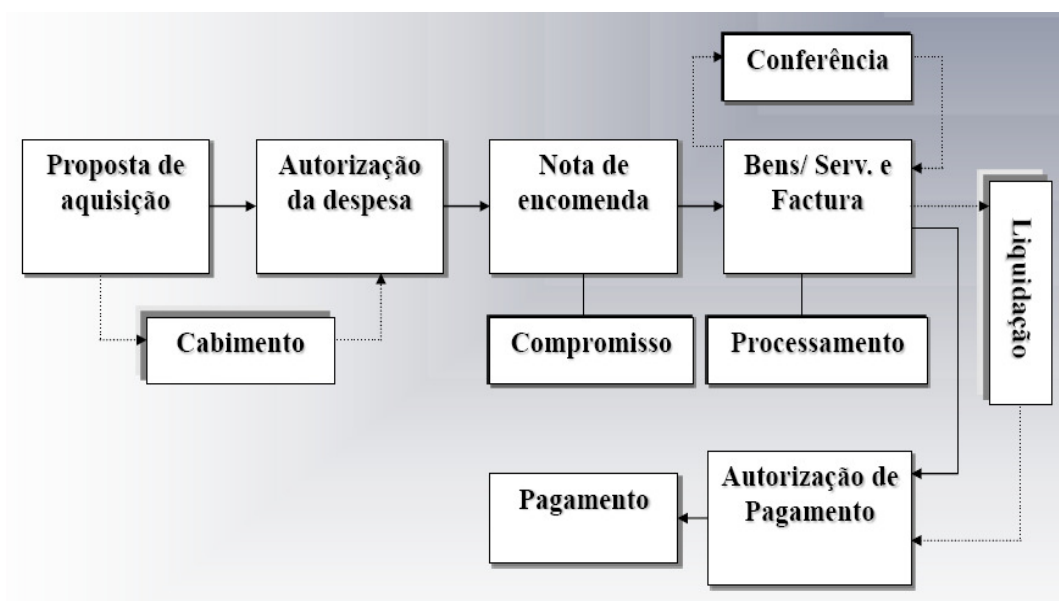 Conferência
Proposta de
aquisição
Autorização
da despesa
Nota de
encomenda
Bens/ Serv. e
Factura
Liquidação
Cabimento
Compromisso
Processamento
Pagamento
Autorização de
Pagamento